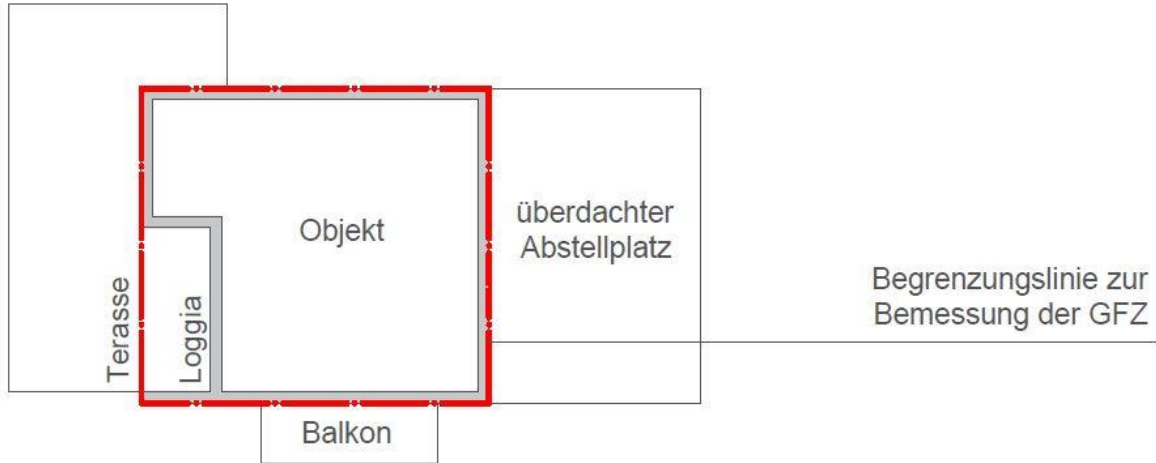 Objekt
überdachter
Abstellplatz
Begrenzungslinie zur
Bemessung der GFZ
Terasse
Loggia
Balkon